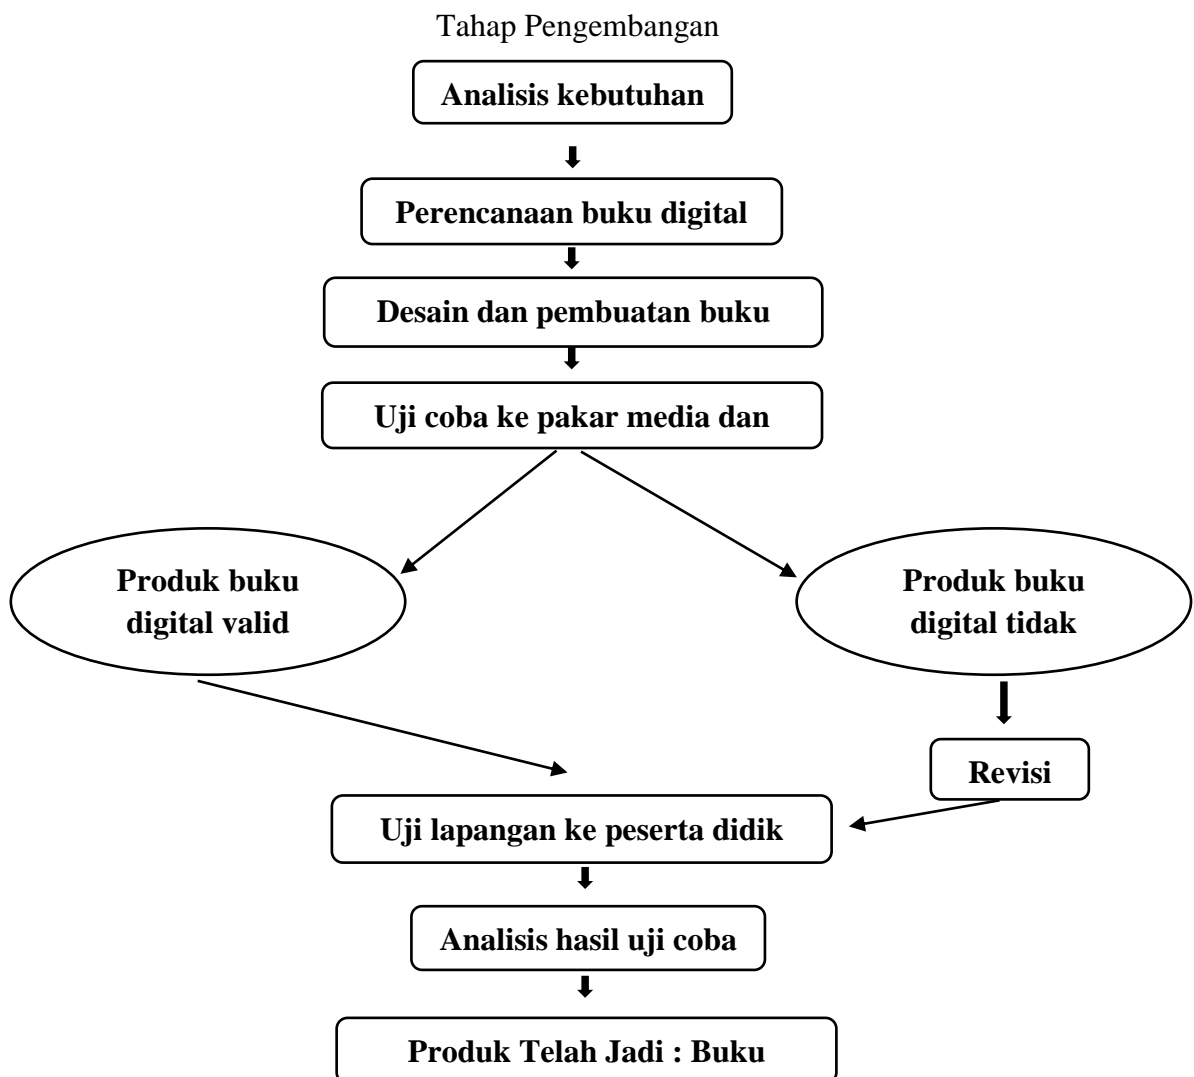 Tahap Pengembangan
Analisis kebutuhan
Perencanaan buku digital
Desain dan pembuatan buku
Uji coba ke pakar media dan
Produk buku
digital valid
Produk buku
digital tidak
Revisi
Uji lapangan ke peserta didik
Analisis hasil uji coba
Produk Telah Jadi : Buku